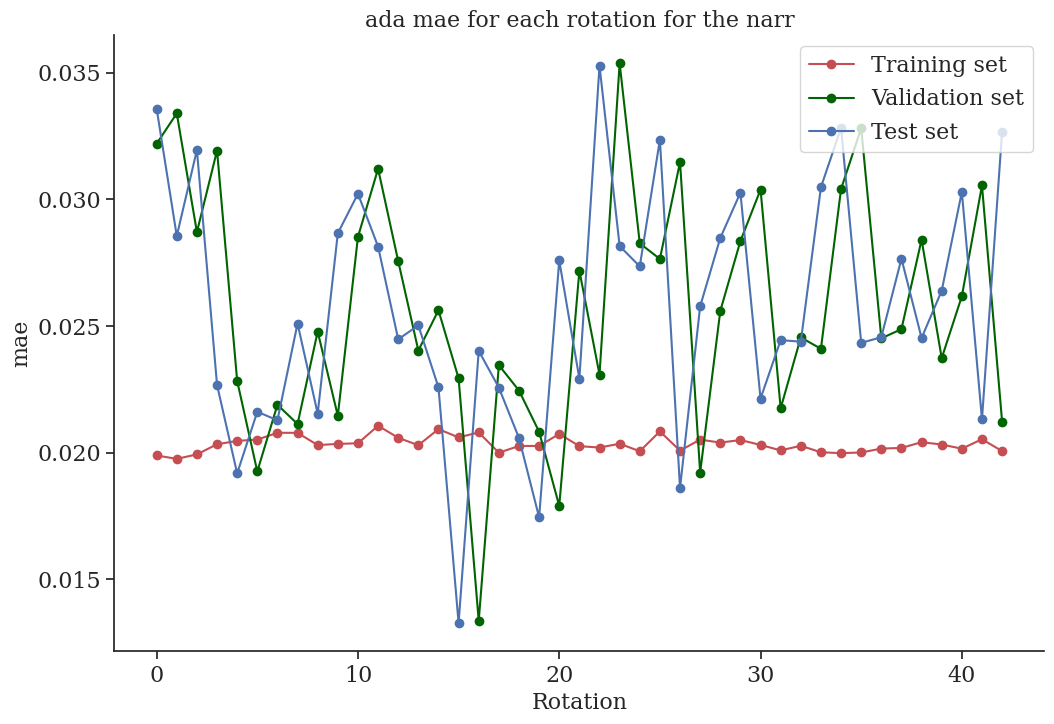 ada mae for each rotation for the narr
Training set
Validation set
Test set
0.035
0.030
0.025
0.020
0.015
mae
0
10
20
30
40
Rotation